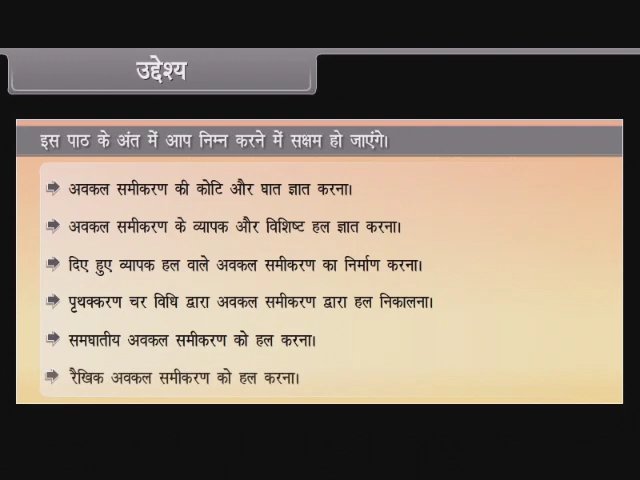 उद्देश्य
इस पाठ के अंत में आप निम्न करने में सक्षम हो जाएंगे।
अवकल समीकरण की कोटि और घात ज्ञात करना।
अवकल समीकरण के व्यापक और विशिष्ट हल ज्ञात करना।
दिए हुए व्यापक हल वाले अवकल समीकरण का निर्माण करना।
पृथक्करण चर विधि द्वारा अवकल समीकरण द्वारा हल निकालना।
समघातीय अवकल समीकरण को हल करना।
रैखिक अवकल समीकरण को हल करना।